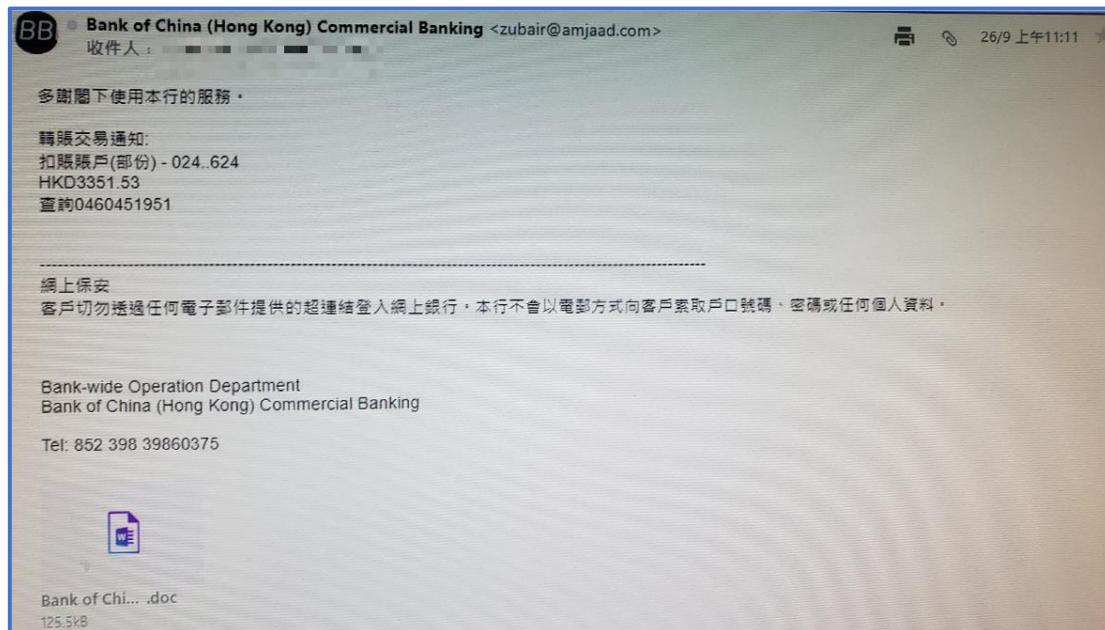 BB
Bank of China (Hong Kong) Commercial Banking <zubair@amjaad.com>
收件人：
26/9 上午11:11
多謝閣下使用本行的服務。
轉賬交易通知:
扣賬賬戶(部份) - 024..624
HKD3351.53
查詢0460451951
網上保安
客戶切勿透過任何電子郵件提供的超連結登入網上銀行。本行不會以電郵方式向客戶索取戶口號碼、密碼或任何個人資料。
Bank-wide Operation Department
Bank of China (Hong Kong) Commercial Banking
Tel: 852 398 39860375
W
Bank of Chi... .doc
125.5kB